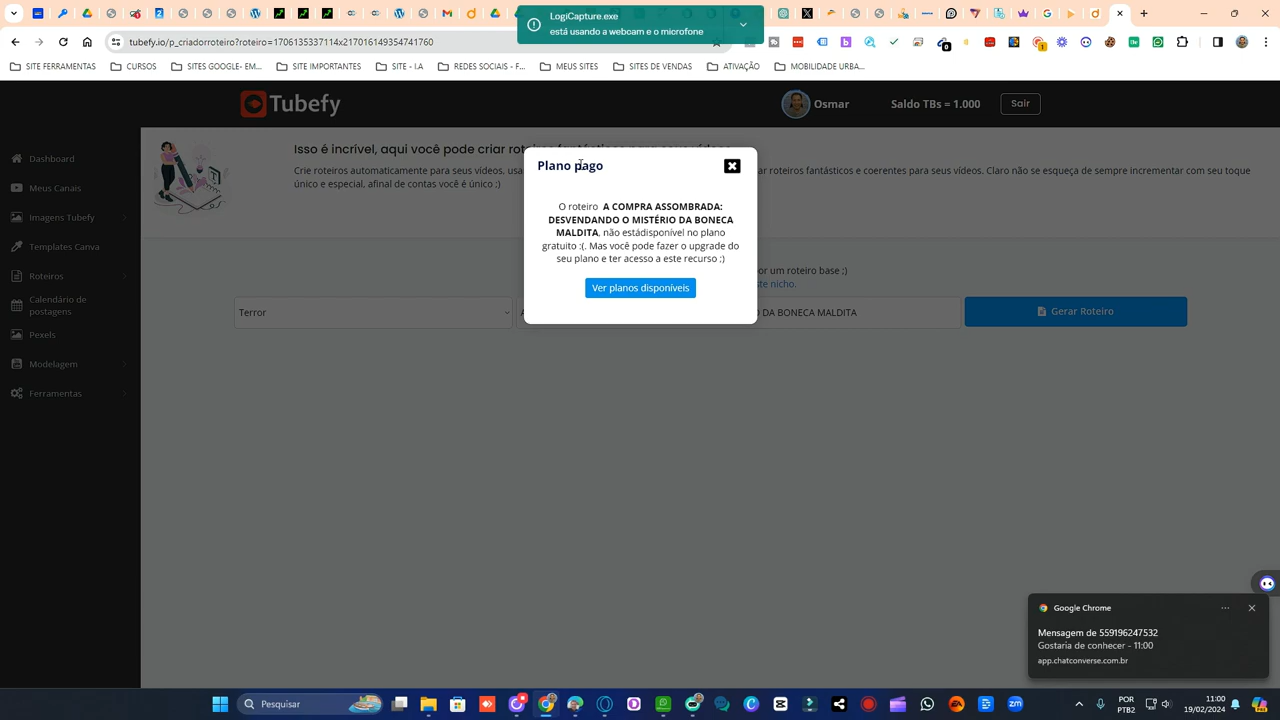 LogiCapture.exe
está usando a webcam e o microfone
tubefy.io/p_criadorroteiro?roteiro=1706135337114x217016149354741760
SITE FERRAMENTAS
CURSOS
SITES GOOGLE-EM...
SITE IMPORTANTES
SITE - I.A
REDES SOCIAIS - F...
MEUS SITES
SITES DE VENDAS
ATIVAÇÃO
MOBILIDADE URBA...
Tubefy
Osmar
Saldo TBs = 1.000
Sair
Dashboard
Meus Canais
Imagens Tubefy
Templates Canva
Roteiros
Calendário de
postagens
Pexels
Modelagem
Ferramentas
Isso é incrível, aqui você pode criar
Crie roteiros automaticamente para seus vídeos, usa
roteiros fantásticos e coerentes para seus vídeos. Claro não se esqueça de sempre incrementar com seu toque
único e especial, afinal de contas você é único ;)
Plano pago
O roteiro A COMPRA ASSOMBRADA:
DESVENDANDO O MISTÉRIO DA BONECA
MALDITA, não estádisponível no plano
gratuito :(. Mas você pode fazer o upgrade do
seu plano e ter acesso a este recurso ;)
Ver planos disponíveis
por um roteiro base ;)
ste nicho.
Terror
DA BONECA MALDITA
Gerar Roteiro
Google Chrome
Mensagem de 559196247532
Gostaria de conhecer - 11:00
app.chatconverse.com.br
Pesquisar
POR
PTB2
11:00
19/02/2024